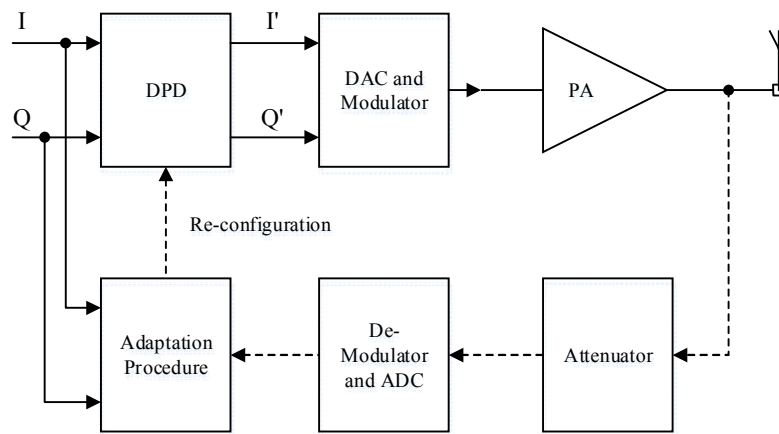 I
I'
DPD
DAC and
Modulator
PA
Q
Q'
Re-configuration
Adaptation
Procedure
De-
Modulator
and ADC
Attenuator